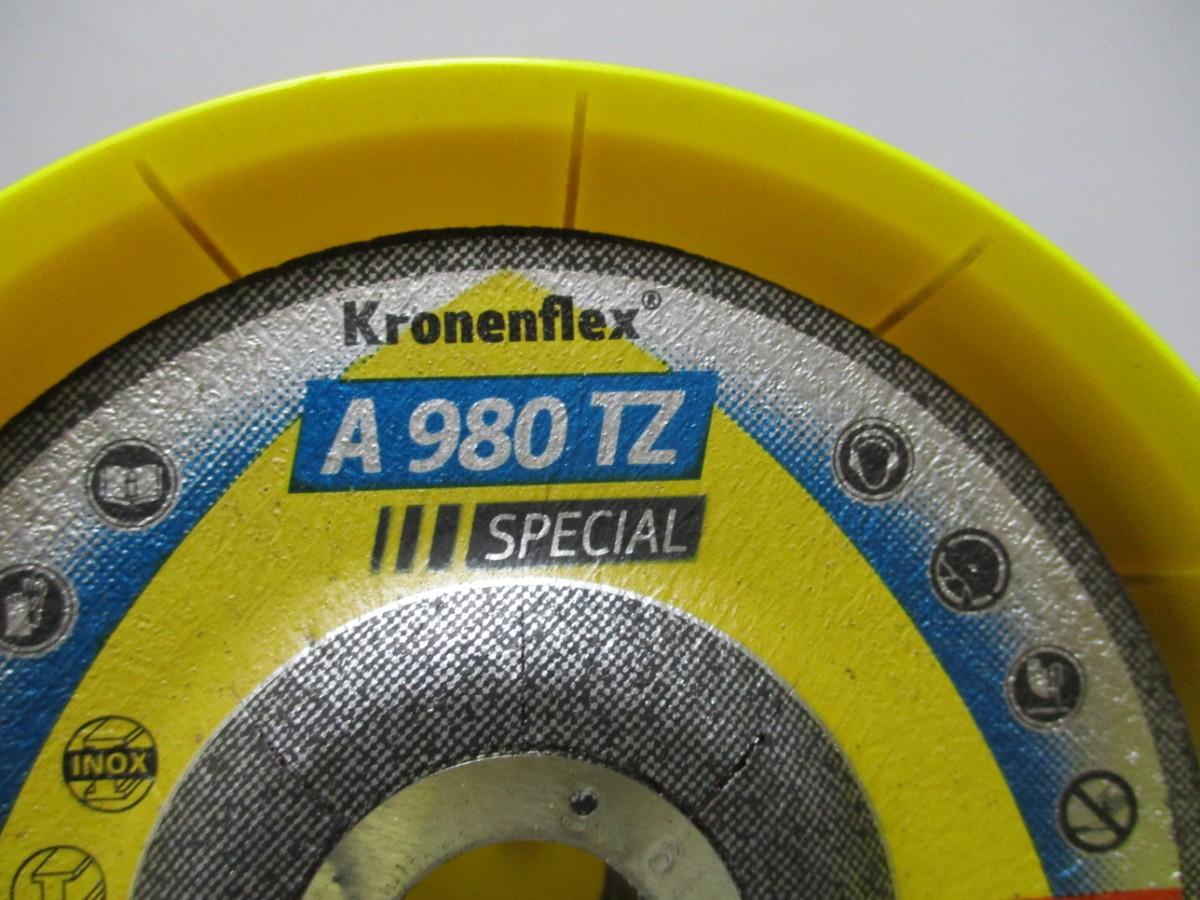 Kronenflex®
A 980 TZ
SPECIAL
INOX